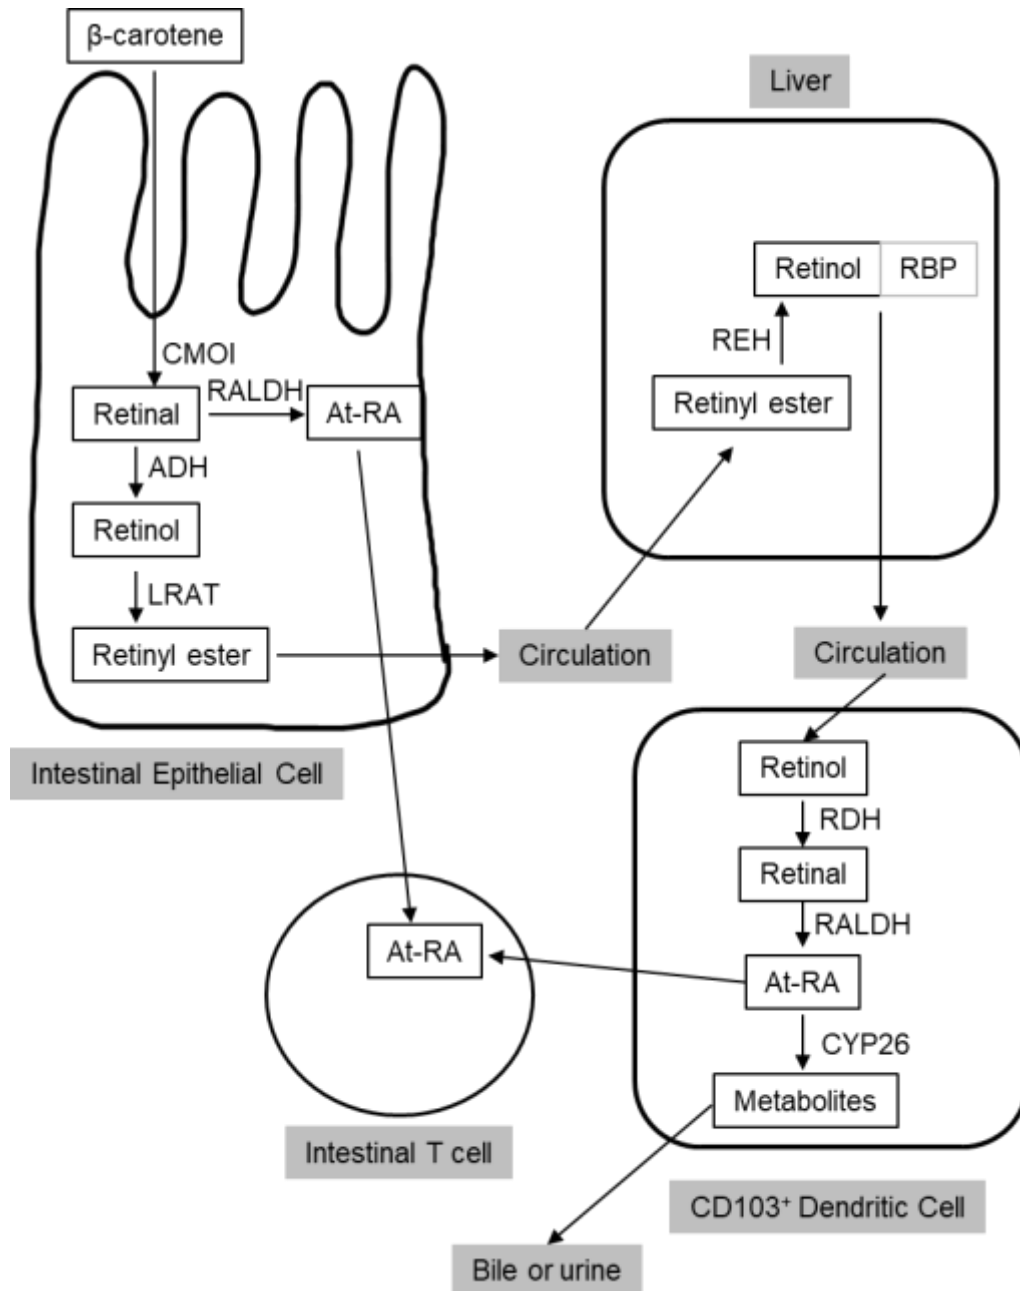 β-carotene
CMOI
Retinal
RALDH
At-RA
ADH
Retinol
LRAT
Retinyl ester
Intestinal Epithelial Cell
Circulation
Liver
Retinol
RBP
REH
Retinyl ester
Circulation
Retinol
RDH
Retinal
RALDH
At-RA
CYP26
Metabolites
CD103⁺ Dendritic Cell
At-RA
Intestinal T cell
Bile or urine